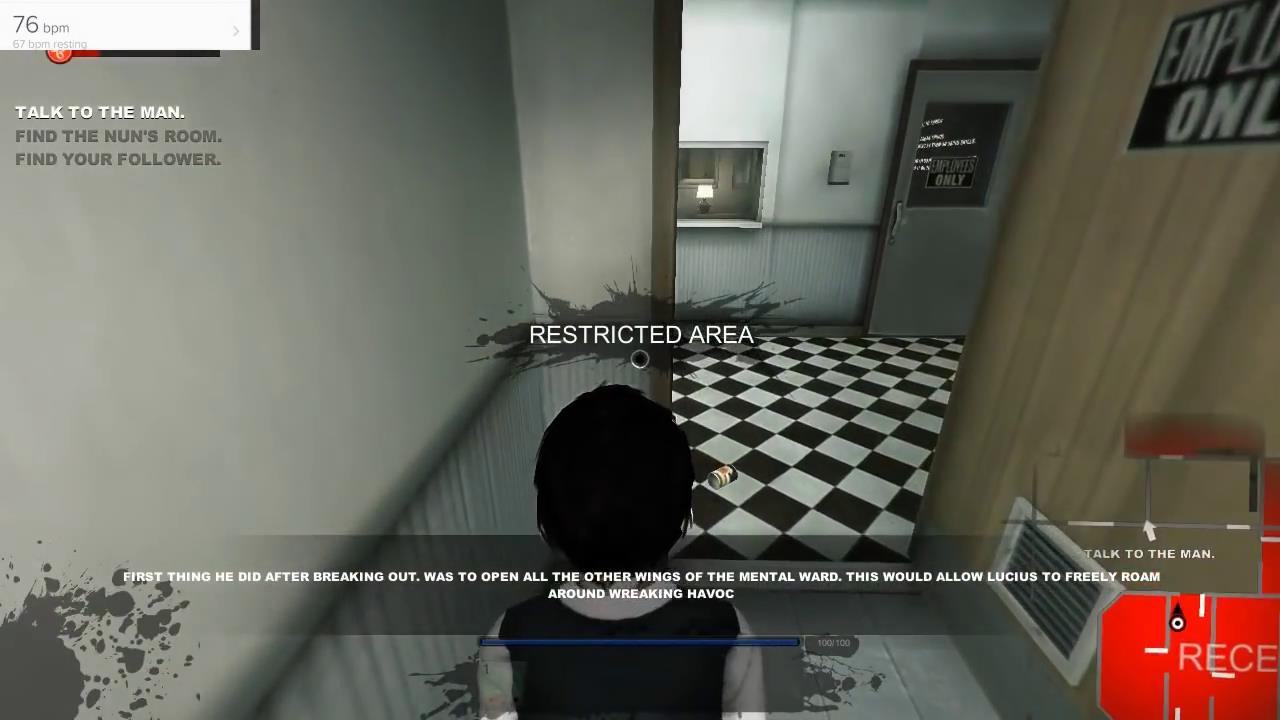 76 bpm
67 bpm resting
TALK TO THE MAN.
FIND THE NUN'S ROOM.
FIND YOUR FOLLOWER.
EMPLO
ONL
EMPLOYEES
ONLY
RESTRICTED AREA
TALK TO THE MAN.
FIRST THING HE DID AFTER BREAKING OUT. WAS TO OPEN ALL THE OTHER WINGS OF THE MENTAL WARD. THIS WOULD ALLOW LUCIUS TO FREELY ROAM
AROUND WREAKING HAVOC
100/100
RECE